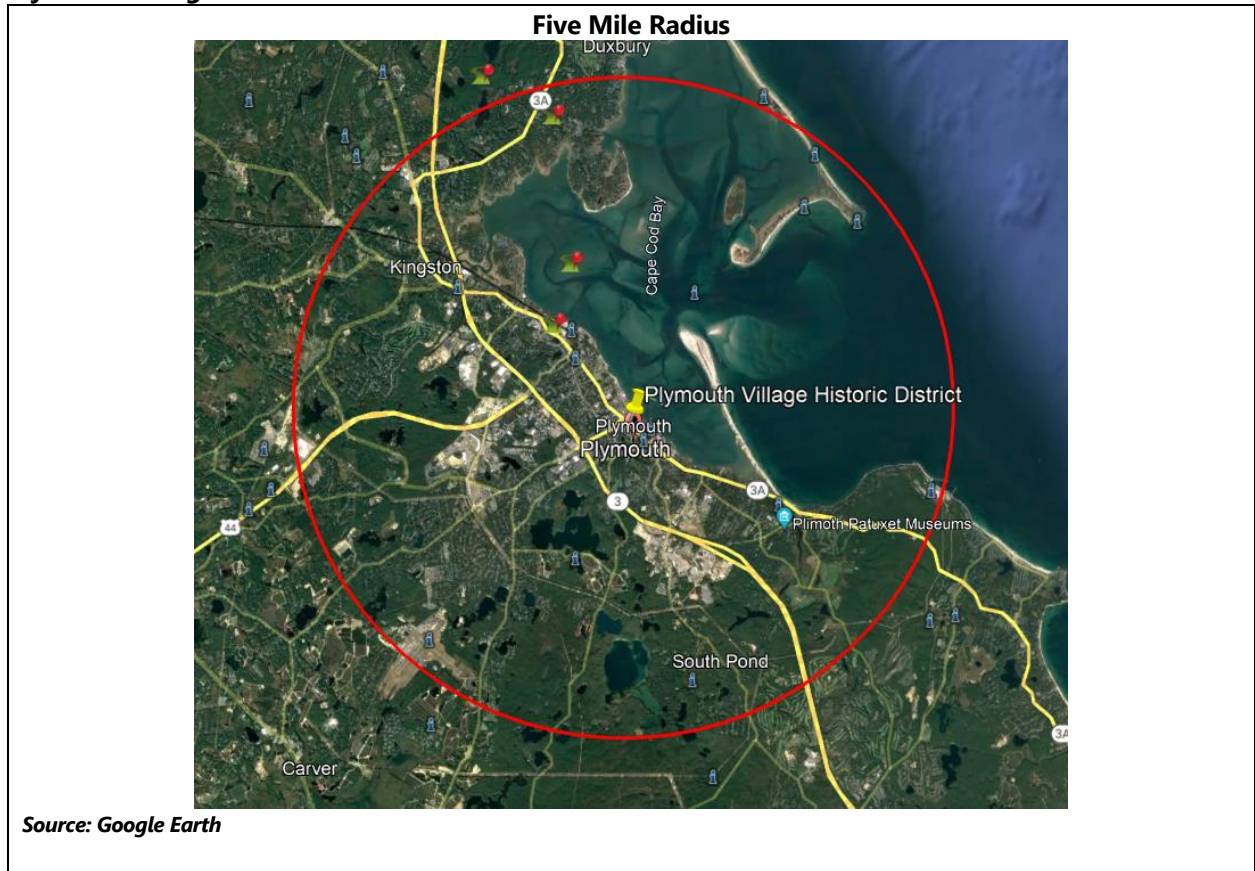 Five Mile Radius
Duxbury
3A
Cape Cod Bay
Kingston
Plymouth Village Historic District
Plymouth
Plymouth
3A
3
Plimoth Patuxet Museums
44
South Pond
3A
Carver
Source: Google Earth